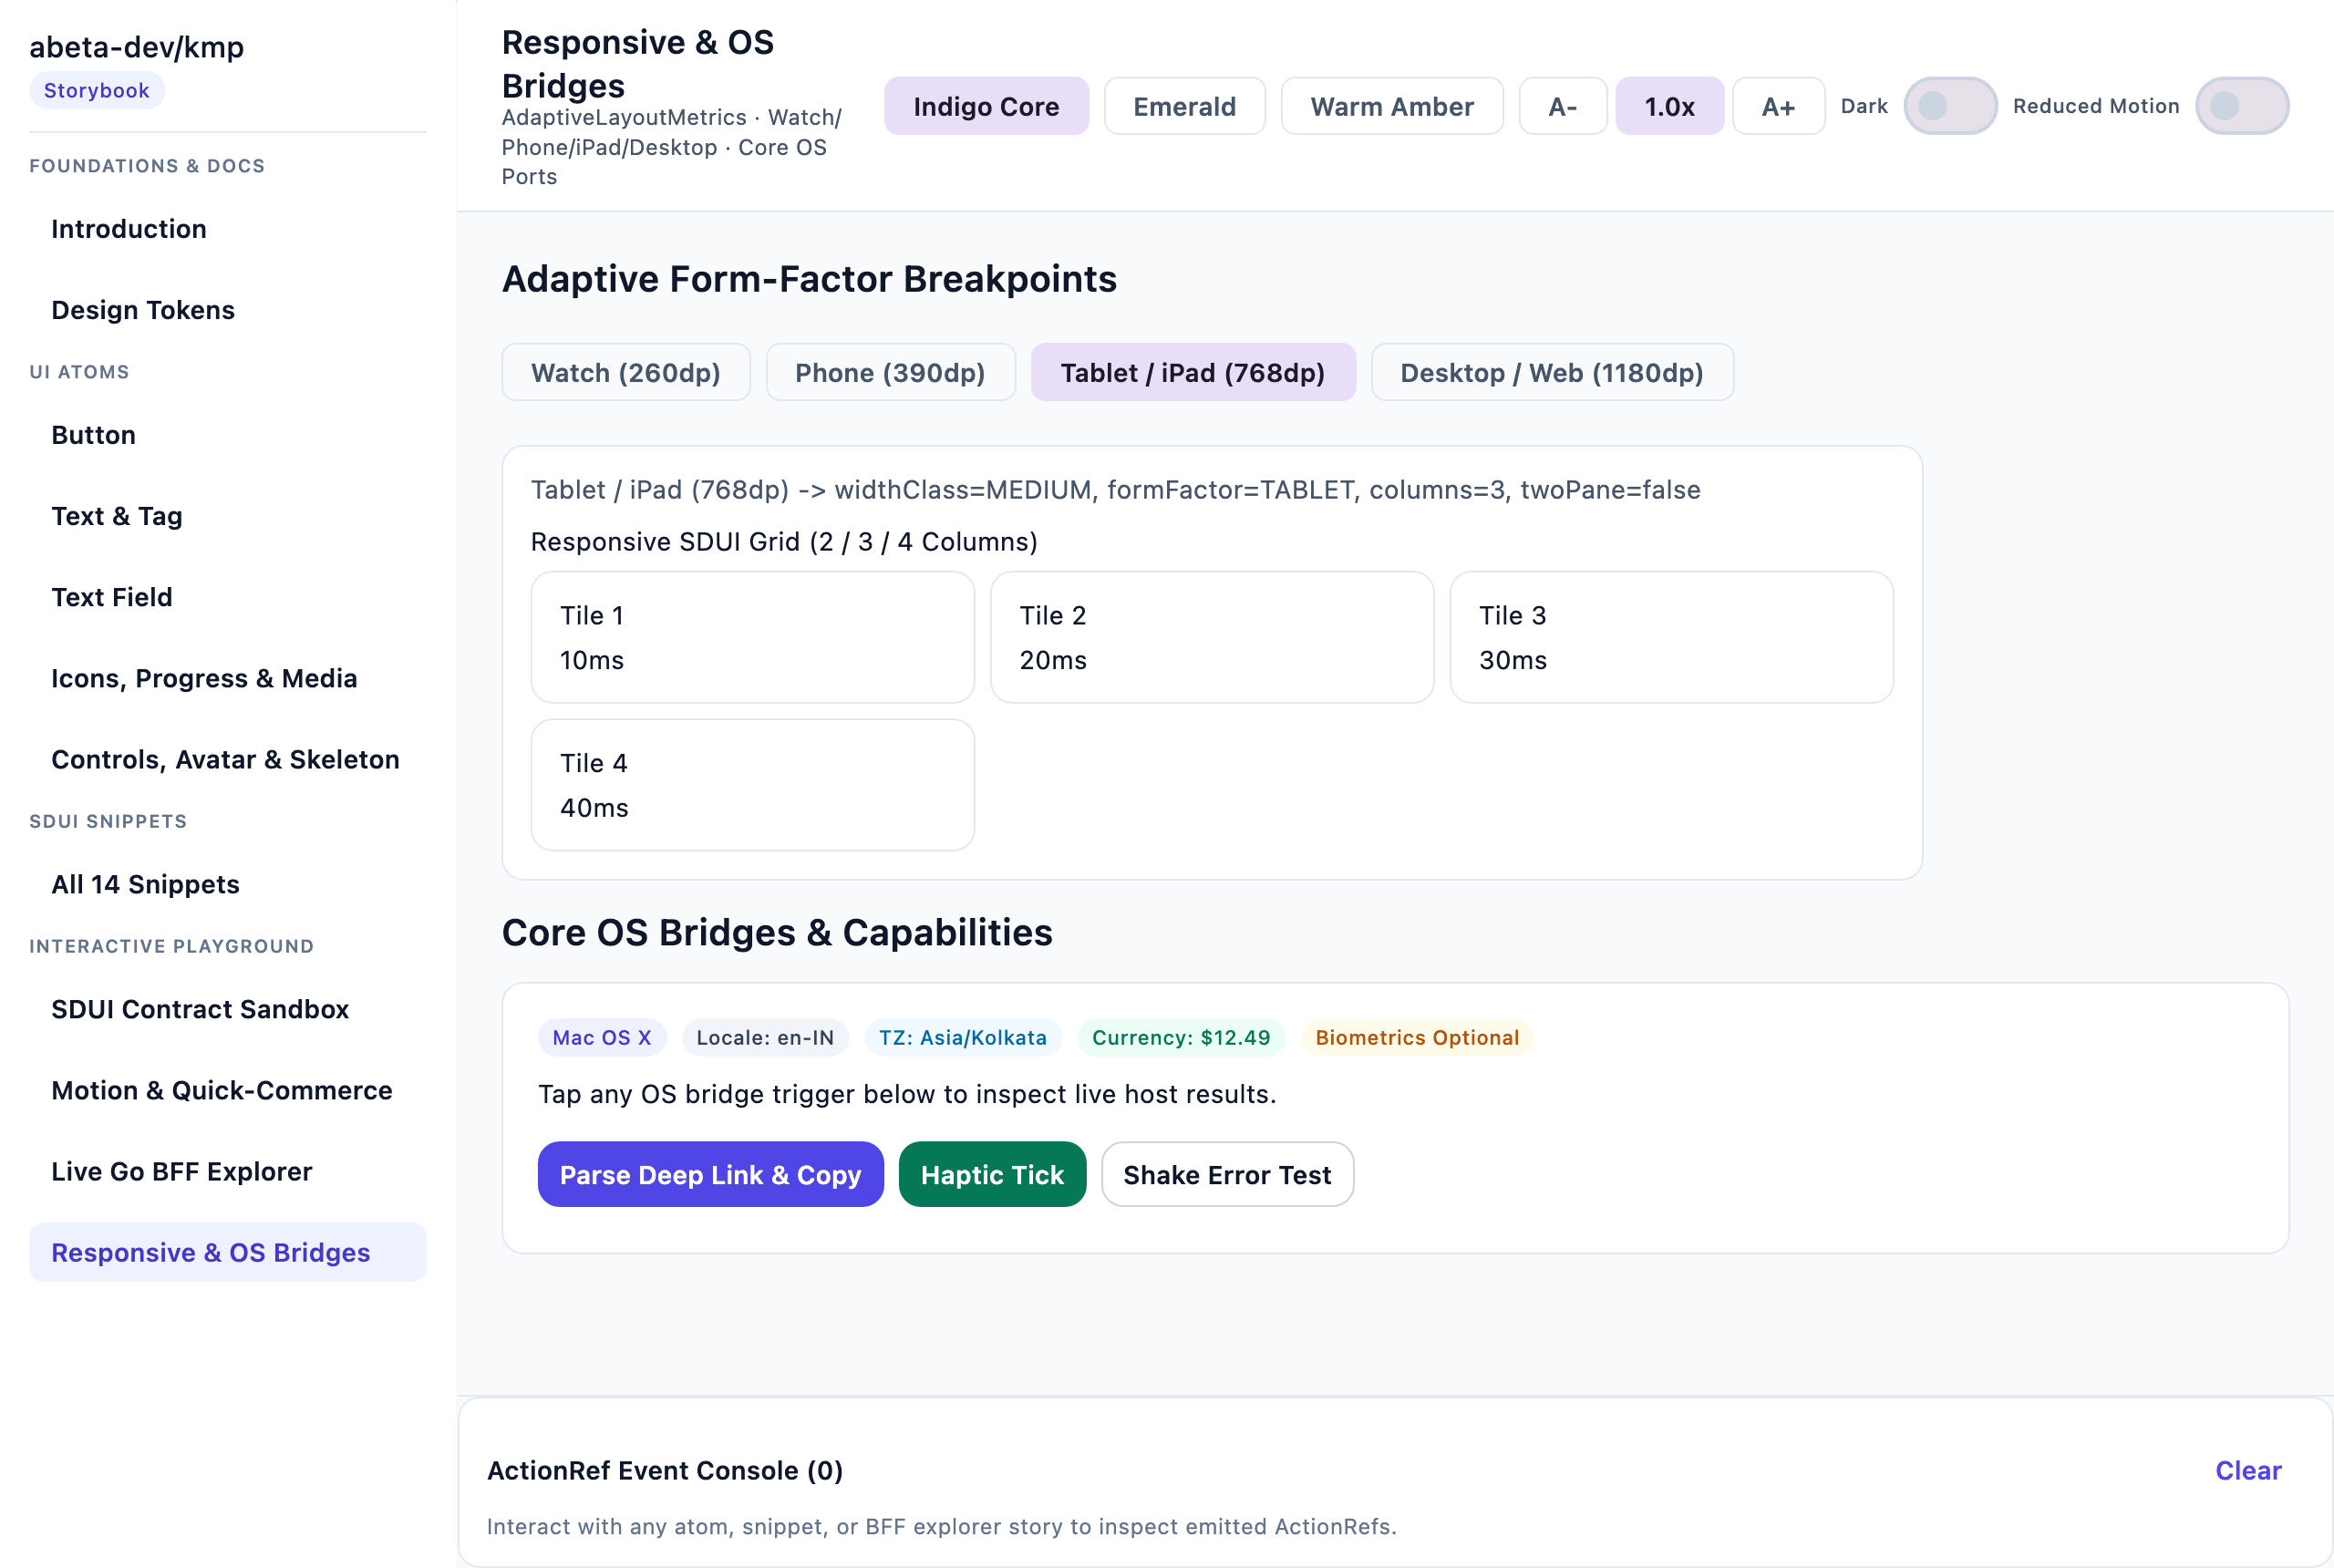 abeta-dev/kmp
Storybook
FOUNDATIONS & DOCS
Introduction
Design Tokens
UI ATOMS
Button
Text & Tag
Text Field
Icons, Progress & Media
Controls, Avatar & Skeleton
SDUI SNIPPETS
All 14 Snippets
INTERACTIVE PLAYGROUND
SDUI Contract Sandbox
Motion & Quick-Commerce
Live Go BFF Explorer
Responsive & OS Bridges
Responsive & OS
Bridges
AdaptiveLayoutMetrics · Watch/
Phone/iPad/Desktop · Core OS
Ports
Indigo Core
Emerald
Warm Amber
A-
1.0x
A+
Dark
Reduced Motion
Adaptive Form-Factor Breakpoints
Watch (260dp)
Phone (390dp)
Tablet / iPad (768dp)
Desktop / Web (1180dp)
Tablet / iPad (768dp) -> widthClass=MEDIUM, formFactor=TABLET, columns=3, twoPane=false
Responsive SDUI Grid (2 / 3 / 4 Columns)
Tile 1
10ms
Tile 2
20ms
Tile 3
30ms
Tile 4
40ms
Core OS Bridges & Capabilities
Mac OS X
Locale: en-IN
TZ: Asia/Kolkata
Currency: $12.49
Biometrics Optional
Tap any OS bridge trigger below to inspect live host results.
Parse Deep Link & Copy
Haptic Tick
Shake Error Test
ActionRef Event Console (0)
Clear
Interact with any atom, snippet, or BFF explorer story to inspect emitted ActionRefs.